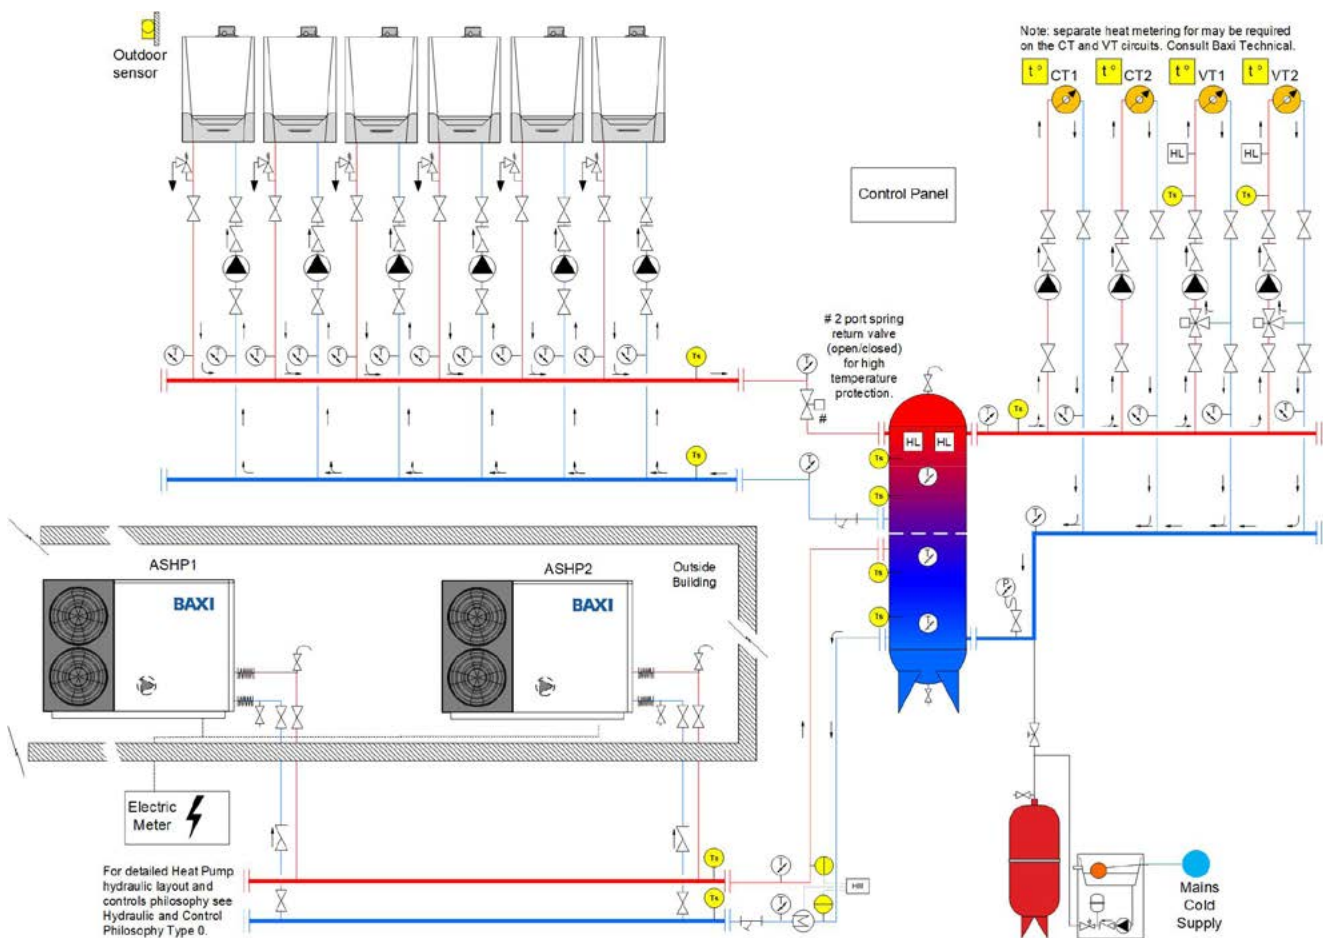 Outdoor
sensor
Note: separate heat metering for may be required
on the CT and VT circuits. Consult Baxi Technical.
t° CT1
t° CT2
t° VT1
t° VT2
HL
HL
Ts
Ts
Control Panel
# 2 port spring
return valve
(open/closed)
for high
temperature
protection.
#
T
T
T
T
T
T
T
T
T
T
T
T
Ts
T
Ts
T
T
Ts
T
T
T
T
HL
HL
Ts
Ts
T
T
T
Ts
Ts
T
P
ASHP1
BAXI
ASHP2
BAXI
Outside
Building
Electric
Meter
For detailed Heat Pump
hydraulic layout and
controls philosophy see
Hydraulic and Control
Philosophy Type 0.
Ts
T
Ts
T
M
HM
Mains
Cold
Supply